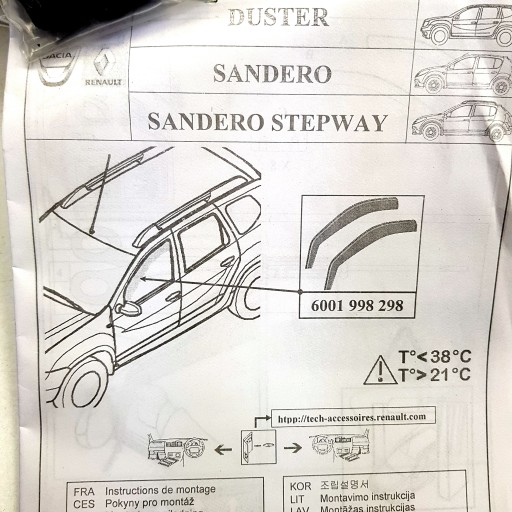 DUSTER
DACIA
RENAULT
SANDERO
SANDERO STEPWAY
6001 998 298
T°<38°C
T°>21°C
htpp://tech-accessoires.renault.com
FRA Instructions de montage
CES Pokyny pro montáž
KOR 조립설명서
LIT Montavimo instrukcija
LAV Montāžas instrukcijas